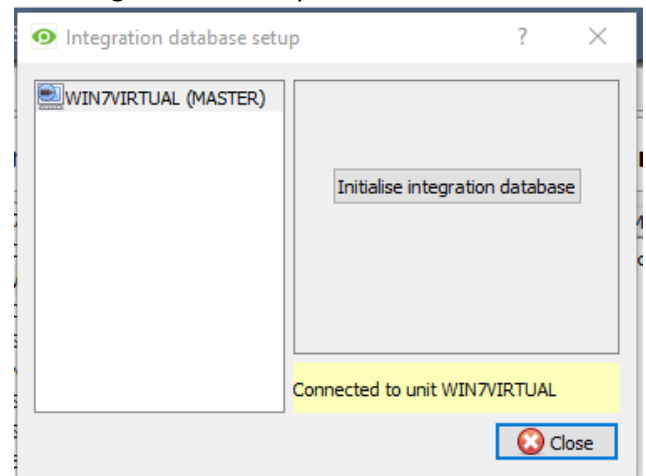 Integration database setup
?
WIN7VIRTUAL (MASTER)
Initialise integration database
Connected to unit WIN7VIRTUAL
Close